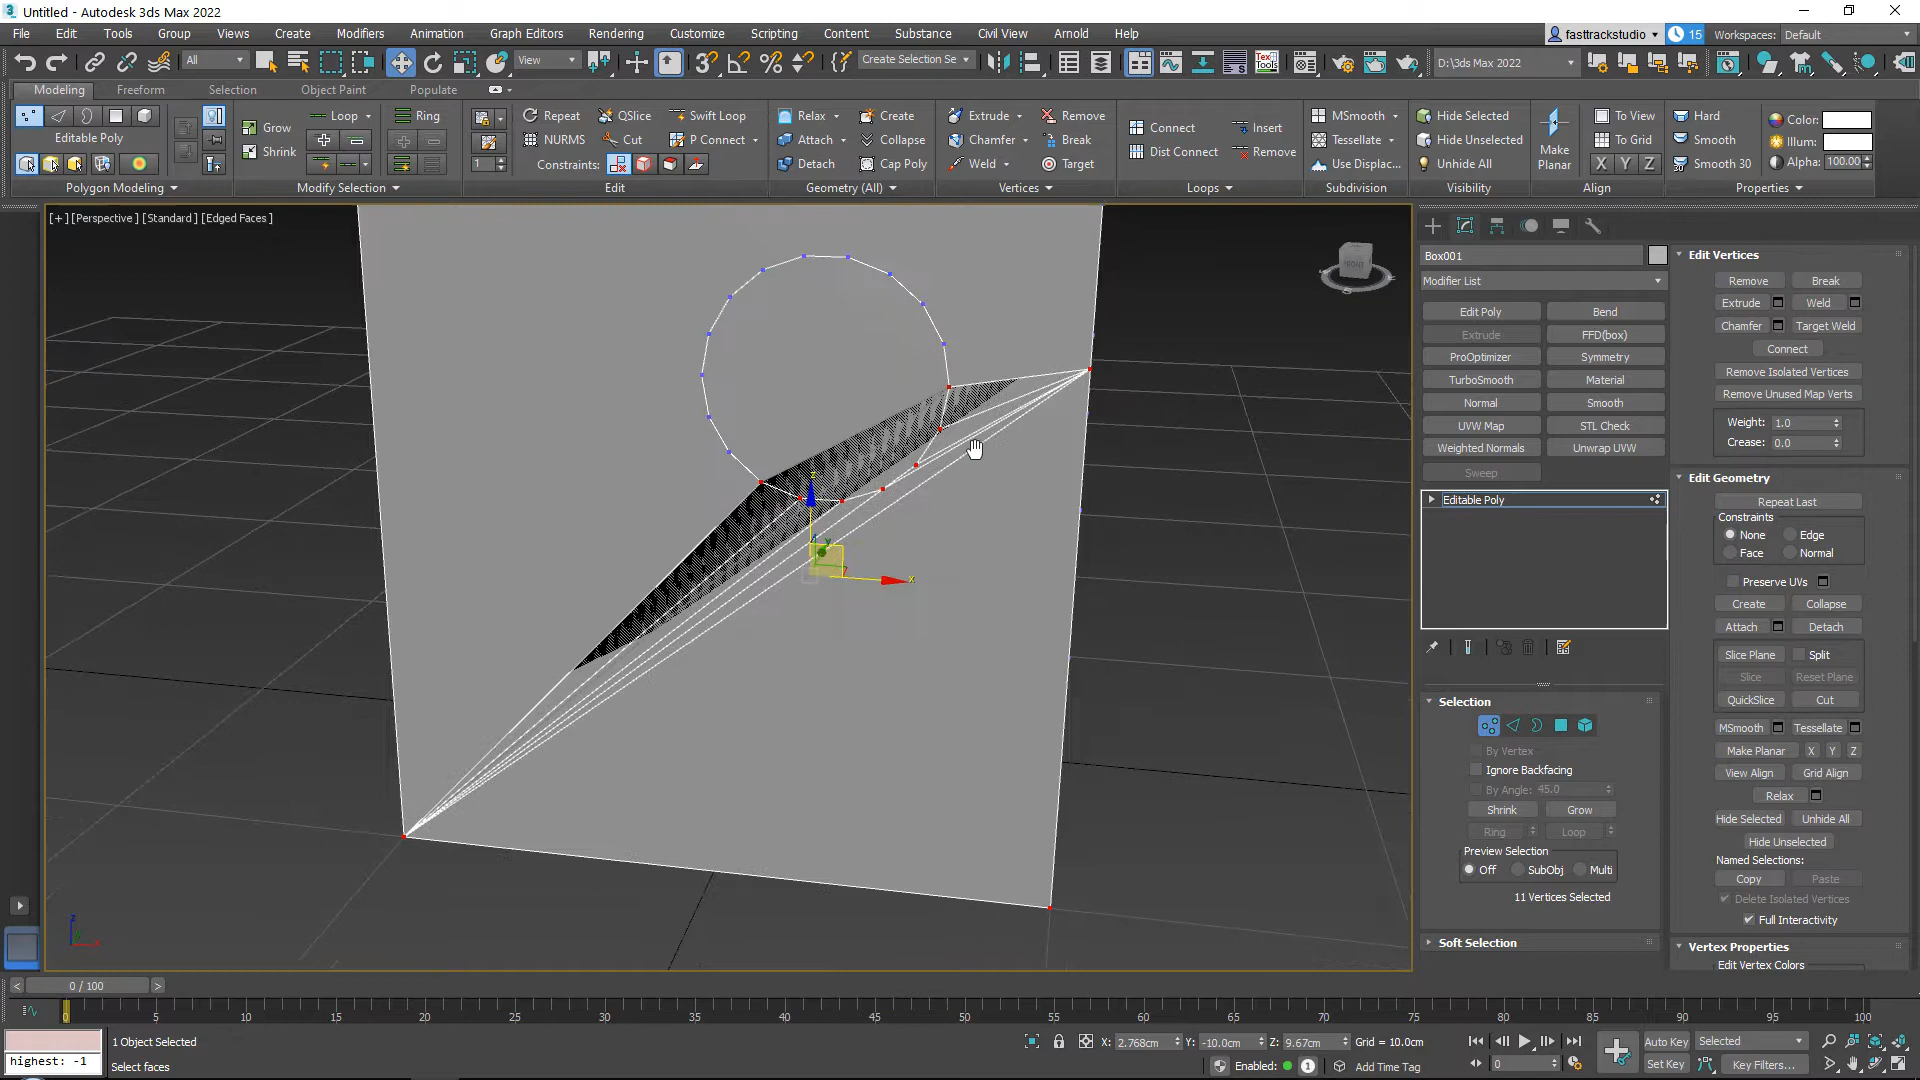 Untitled - Autodesk 3ds Max 2022
File Edit Tools Group Views Create Modifiers Animation Graph Editors Rendering Customize Scripting Content Substance Civil View Arnold Help
fasttrackstudio 15 Workspaces: Default
All View Create Selection Se D:\3ds Max 2022
Modeling Freeform Selection Object Paint Populate
Loop Ring Repeat QSlice Swift Loop Relax Create Extrude Remove MSmooth Hide Selected To View Hard Color:
Editable Poly Grow NURMS Cut P Connect Attach Collapse Chamfer Break Connect Insert Tessellate Hide Unselected Make Planar To Grid Smooth Illum:
Shrink 1 Constraints: Detach Cap Poly Weld Target Dist Connect Remove Use Displac... Unhide All X Y Z Smooth 30 Alpha: 100.00
Polygon Modeling Modify Selection Edit Geometry (All) Vertices Loops Subdivision Visibility Align Properties
[+] [Perspective] [Standard] [Edged Faces]
z
y
x
z
Box001
Modifier List
Edit Poly Bend
Extrude FFD(box)
ProOptimizer Symmetry
TurboSmooth Material
Normal Smooth
UVW Map STL Check
Weighted Normals Unwrap UVW
Sweep
Editable Poly
Selection
By Vertex
Ignore Backfacing
By Angle: 45.0
Shrink Grow
Ring Loop
Preview Selection
Off SubObj Multi
11 Vertices Selected
Soft Selection
Edit Vertices
Remove Break
Extrude Weld
Chamfer Target Weld
Connect
Remove Isolated Vertices
Remove Unused Map Verts
Weight: 1.0
Crease: 0.0
Edit Geometry
Repeat Last
Constraints
None Edge
Face Normal
Preserve UVs
Create Collapse
Attach Detach
Slice Plane Split
Slice Reset Plane
QuickSlice Cut
MSmooth Tessellate
Make Planar X Y Z
View Align Grid Align
Relax
Hide Selected Unhide All
Hide Unselected
Named Selections:
Copy Paste
Delete Isolated Vertices
Full Interactivity
Vertex Properties
Edit Vertex Colors
< 0 / 100 >
0 5 10 15 20 25 30 35 40 45 50 55 60 65 70 75 80 85 90 95 100
1 Object Selected X: 2.768cm Y: -10.0cm Z: 9.67cm Grid = 10.0cm Auto Key Selected
highest: -1 Select faces Enabled: 1 Add Time Tag 0 Set Key Key Filters...